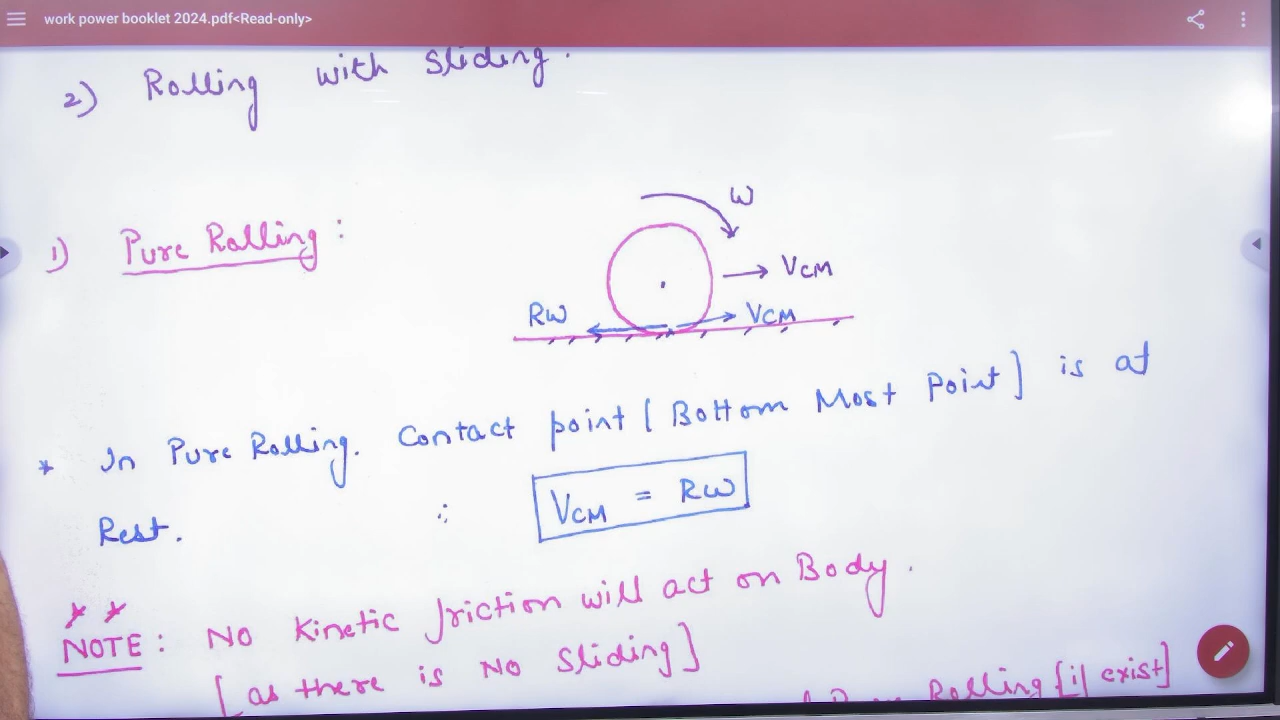 work power booklet 2024.pdf<Read-only>
2) Rolling with Sliding.
ω
1) Pure Rolling:
VCM
Rω
VCM
* In Pure Rolling. Contact point [Bottom Most Point] is at
Rest. ∴ VCM = Rω
** NOTE: No Kinetic friction will act on Body.
[as there is No Sliding]
Rolling [if exist]